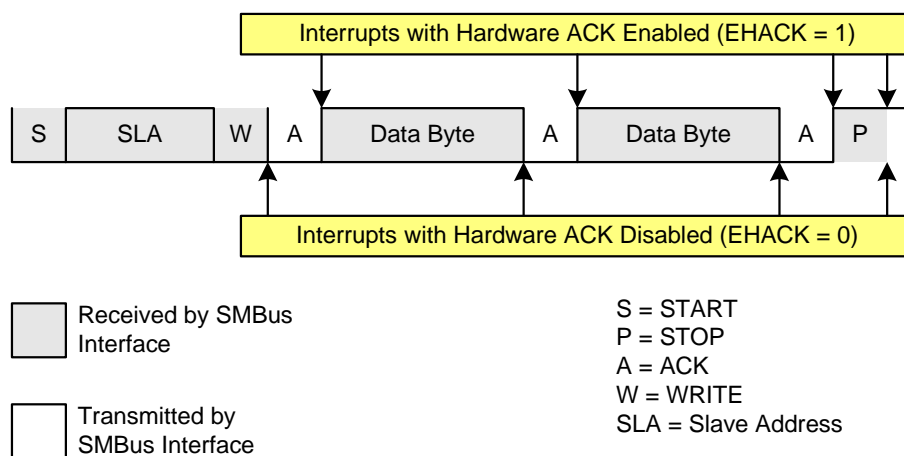 Interrupts with Hardware ACK Enabled (EHACK = 1)
S SLA W A Data Byte A Data Byte A P
Interrupts with Hardware ACK Disabled (EHACK = 0)
Received by SMBus
Interface
Transmitted by
SMBus Interface
S = START
P = STOP
A = ACK
W = WRITE
SLA = Slave Address